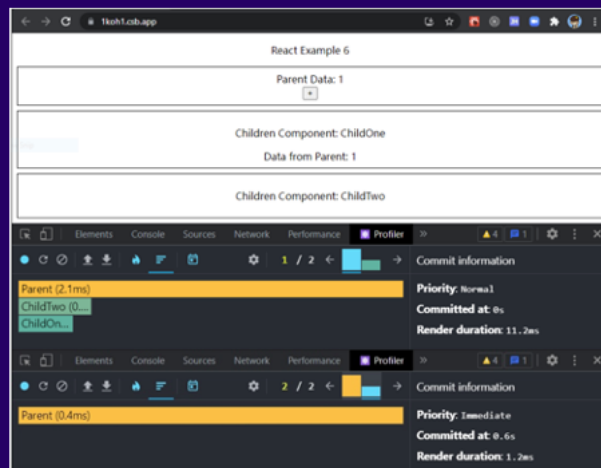 1koh1.csb.app
React Example 6
Parent Data: 1
+
Children Component: ChildOne
Data from Parent: 1
Children Component: ChildTwo
Elements Console Sources Network Performance Profiler » 4 1
1 / 2 Commit information
Parent (2.1ms)
Priority: Normal
ChildTwo (0....
Committed at: 0s
ChildOn...
Render duration: 11.2ms
Elements Console Sources Network Performance Profiler » 4 1
2 / 2 Commit information
Parent (0.4ms)
Priority: Immediate
Committed at: 0.6s
Render duration: 1.2ms